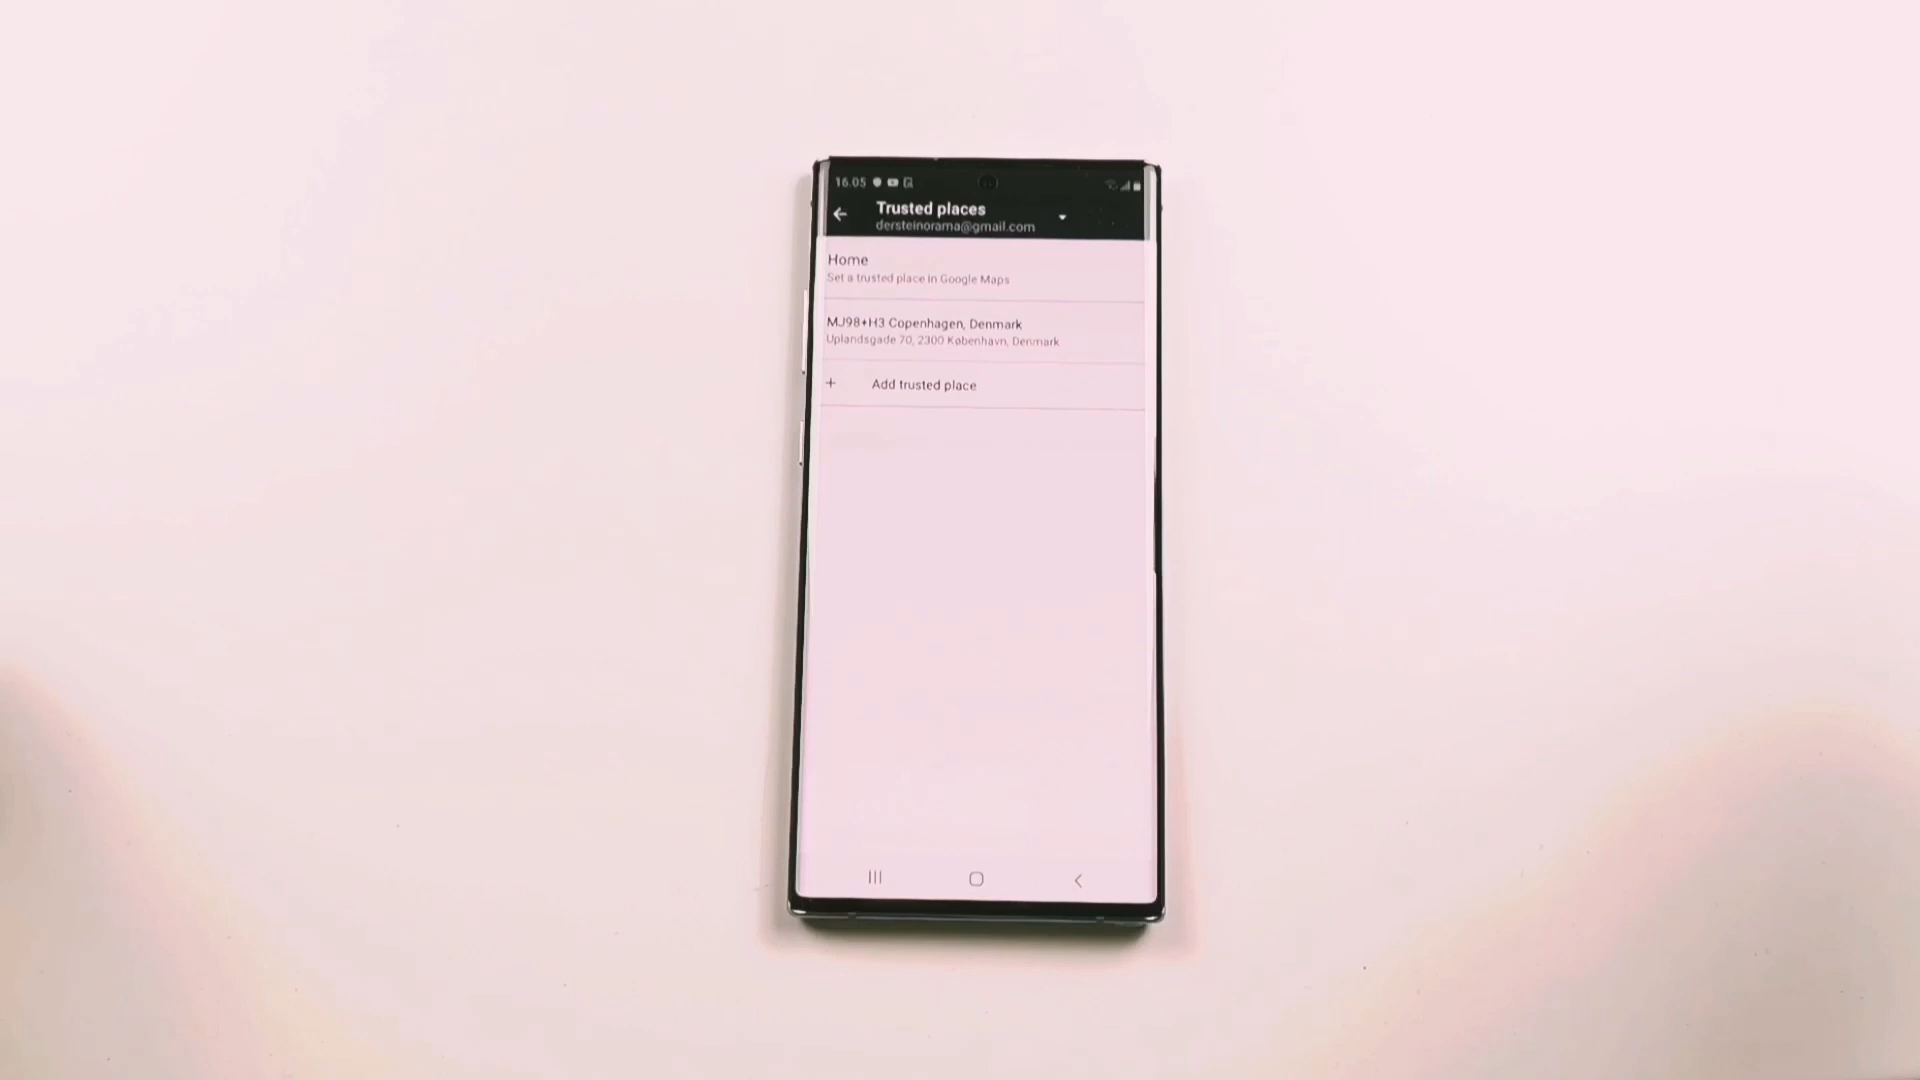 16.05
Trusted places
dersteinorama@gmail.com
Home
Set a trusted place in Google Maps
MJ98+H3 Copenhagen, Denmark
Uplandsgade 70, 2300 København, Denmark
+ Add trusted place